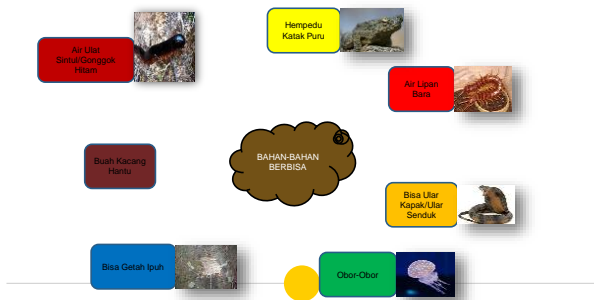 Hempedu
Katak Puru
Air Ulat
Sintul/Gonggok
Hitam
Air Lipan
Bara
BAHAN-BAHAN
BERBISA
Buah Kacang
Hantu
Bisa Ular
Kapak/Ular
Senduk
Bisa Getah Ipuh
Obor-Obor